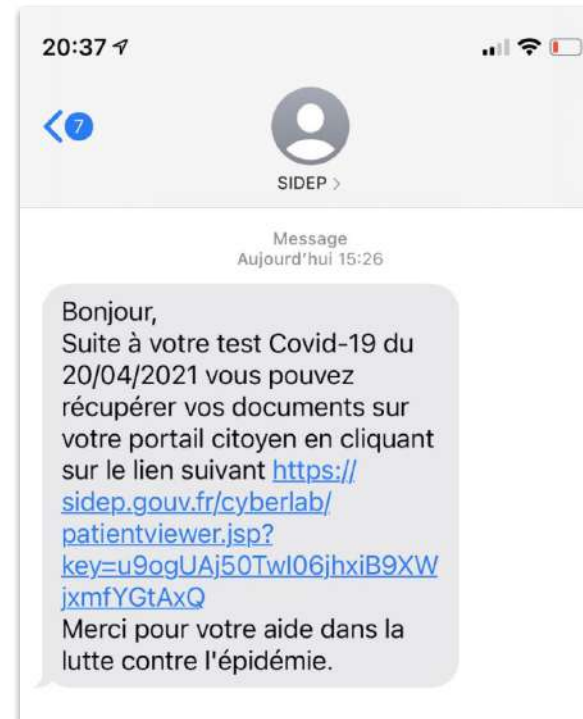 20:37
7
SIDEP >
Message
Aujourd'hui 15:26
Bonjour,
Suite à votre test Covid-19 du
20/04/2021 vous pouvez
récupérer vos documents sur
votre portail citoyen en cliquant
sur le lien suivant https://
sidep.gouv.fr/cyberlab/
patientviewer.jsp?
key=u9ogUAj50TwI06jhxiB9XW
jxmfYGtAxQ
Merci pour votre aide dans la
lutte contre l'épidémie.